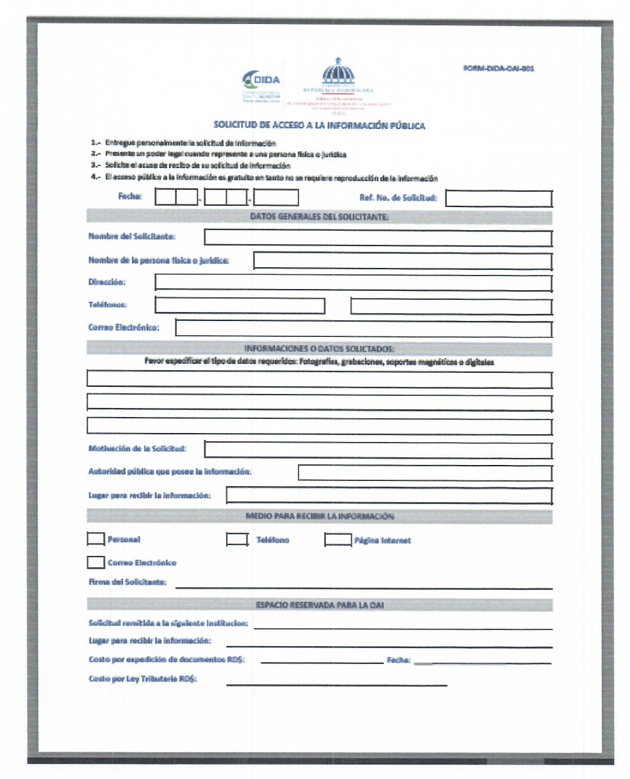 FORM-DIDA-OAI-001
DIDA
REPÚBLICA DOMINICANA
SOLICITUD DE ACCESO A LA INFORMACIÓN PÚBLICA
1.- Entregue personalmente la solicitud de información
2.- Presente un poder legal cuando represente a una persona física o jurídica
3.- Solicite el acuse de recibo de su solicitud de información
4.- El acceso público a la información es gratuito en tanto no se requiere reproducción de la información
Fecha: - - Ref. No. de Solicitud:
DATOS GENERALES DEL SOLICITANTE:
Nombre del Solicitante:
Nombre de la persona física o jurídica:
Dirección:
Teléfonos:
Correo Electrónico:
INFORMACIONES O DATOS SOLICTADOS:
Favor especificar el tipo de datos requeridos: Fotografías, grabaciones, soportes magnéticos o digitales
Motivación de la Solicitud:
Autoridad pública que posee la información:
Lugar para recibir la información:
MEDIO PARA RECIBIR LA INFORMACIÓN
Personal Teléfono Página Internet
Correo Electrónico
Firma del Solicitante:
ESPACIO RESERVADA PARA LA OAI
Solicitud remitida a la siguiente Institucion:
Lugar para recibir la información:
Costo por expedición de documentos RD$: Fecha:
Costo por Ley Tributaria RD$: